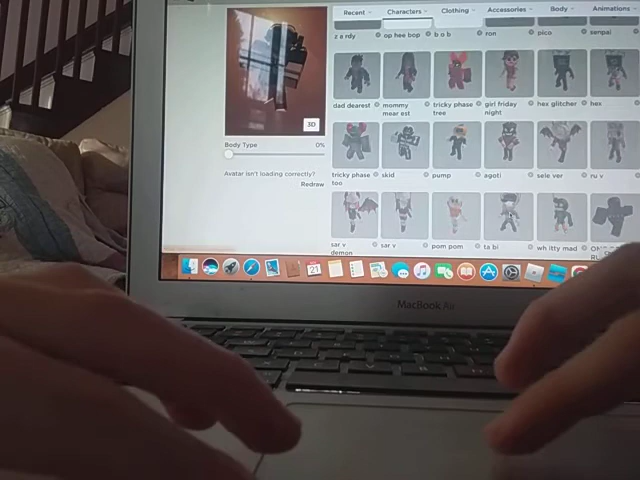 Recent Characters Clothing Accessories Body Animations
z a rdy op hee bop b o b ron pico senpai
3D
dad dearest mommy mear est tricky phase tree girl friday night hex glitcher hex
Body Type 0%
Avatar isn't loading correctly?
Redraw
tricky phase too skid pump agoti sele ver ru v
sar v demon sar v pom pom ta bi wh itty mad
21
MacBook Air